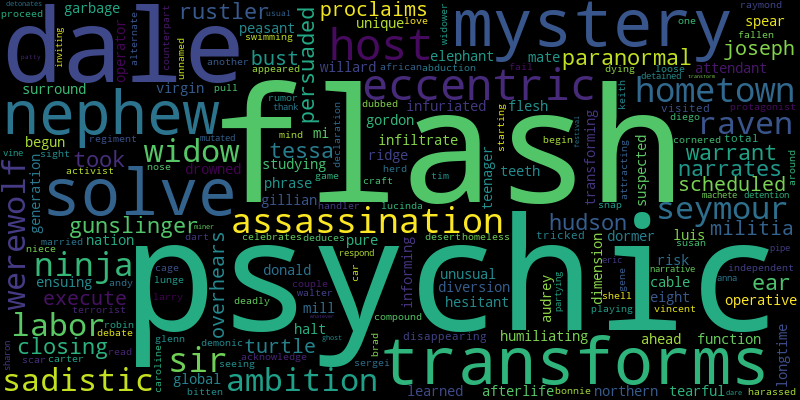 dale
mystery
flash
psychic
host
nephew
solve
eccentric
hometown
raven
transforms
assassination
seymour
widow
ninja
labor
sir
ambition
sadistic
werewolf
garbage
rustler
proclaims
unique
love
spear
raymond
detonates
usual
counterpart
alternate
proceed
inviting
operator
unnamed
another
peasant
swimming
bust
appeared
persuaded
widower
elephant
mate
paranormal
one
fallen
joseph
surround
virgin
pull
willard
african
abduction
fail
dying
loose
attendant
transform
rumor
thank
dubbed
infuriated
flesh
keith
detained
visited
protagonist
begun
regiment
mutated
mind
mi
gordon
infiltrate
starting
begin
diego
cornered
total
vine
sight
took
tessa
declaration
ridge
teenager
festival
suspected
warrant
narrates
around
activist
nose
drowned
studying
game
herd
teeth
transforming
attracting
scheduled
machete
detention
generation
phrase
craft
tim
gillian
handler
lucinda
snap
gunslinger
miner
hudson
militia
married
nation
dart
celebrates
deduces
pure
desert
homeless
tricked
dormer
luis
susan
independent
niece
cage
overhears
donald
couple
car
respond
informing
unusual
diversion
hesitant
audrey
partying
dimension
eric
gene
risk
cable
narrative
anna
ear
ensuing
andy
lunge
walter
deadly
execute
terrorist
larry
mill
compound
shell
eight
vincent
operative
playing
closing
robin
debate
glenn
halt
ghost
disappearing
humiliating
ahead
function
longtime
sharon
scar
carter
read
demonic
turtle
acknowledge
brad
sergei
caroline
global
bitten
seeing
learned
afterlife
bonnie
northern
tearful
dare
harassed
patty